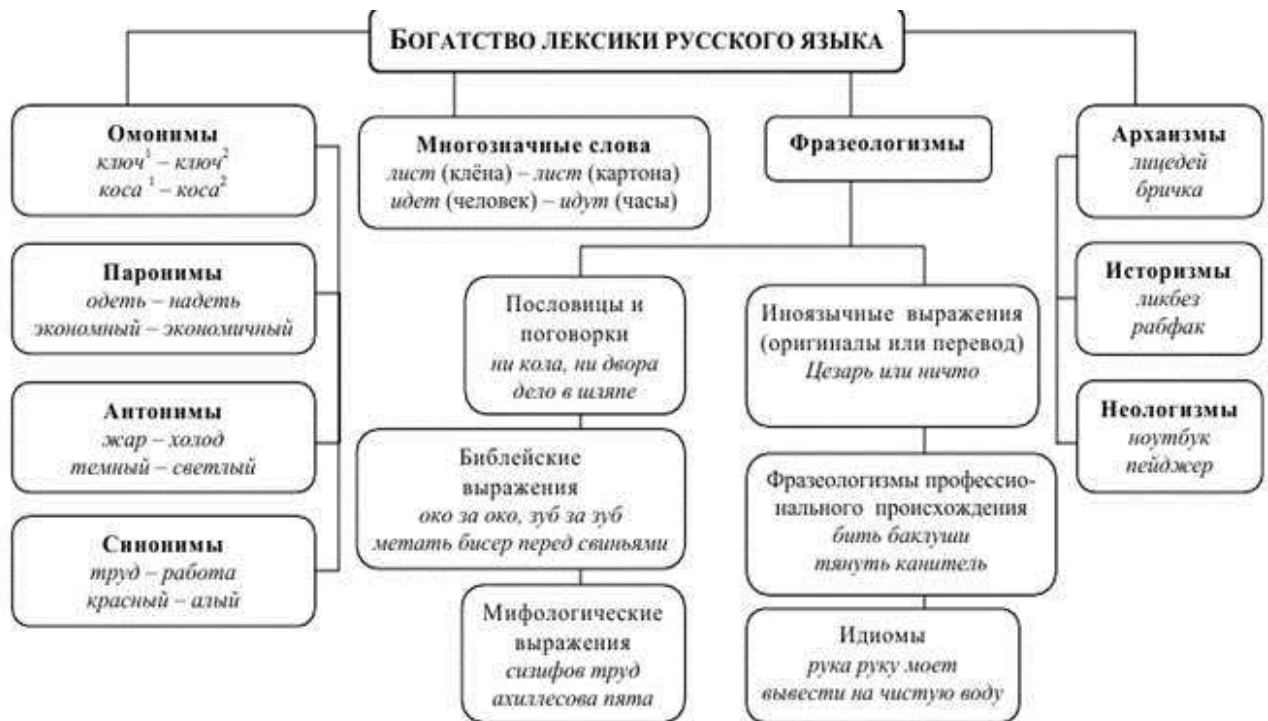 БОГАТСТВО ЛЕКСИКИ РУССКОГО ЯЗЫКА
Омонимы
ключ¹ – ключ²
коса ¹ – коса²
Паронимы
одеть – надеть
экономный – экономичный
Антонимы
жар – холод
темный – светлый
Синонимы
труд – работа
красный – алый
Многозначные слова
лист (клёна) – лист (картона)
идет (человек) – идут (часы)
Фразеологизмы
Пословицы и
поговорки
ни кола, ни двора
дело в шляпе
Библейские
выражения
око за око, зуб за зуб
метать бисер перед свиньями
Мифологические
выражения
сизифов труд
ахиллесова пята
Иноязычные выражения
(оригиналы или перевод)
Цезарь или ничто
Фразеологизмы профессио-
нального происхождения
бить баклуши
тянуть канитель
Идиомы
рука руку моет
вывести на чистую воду
Архаизмы
лицедей
бричка
Историзмы
ликбез
рабфак
Неологизмы
ноутбук
пейджер